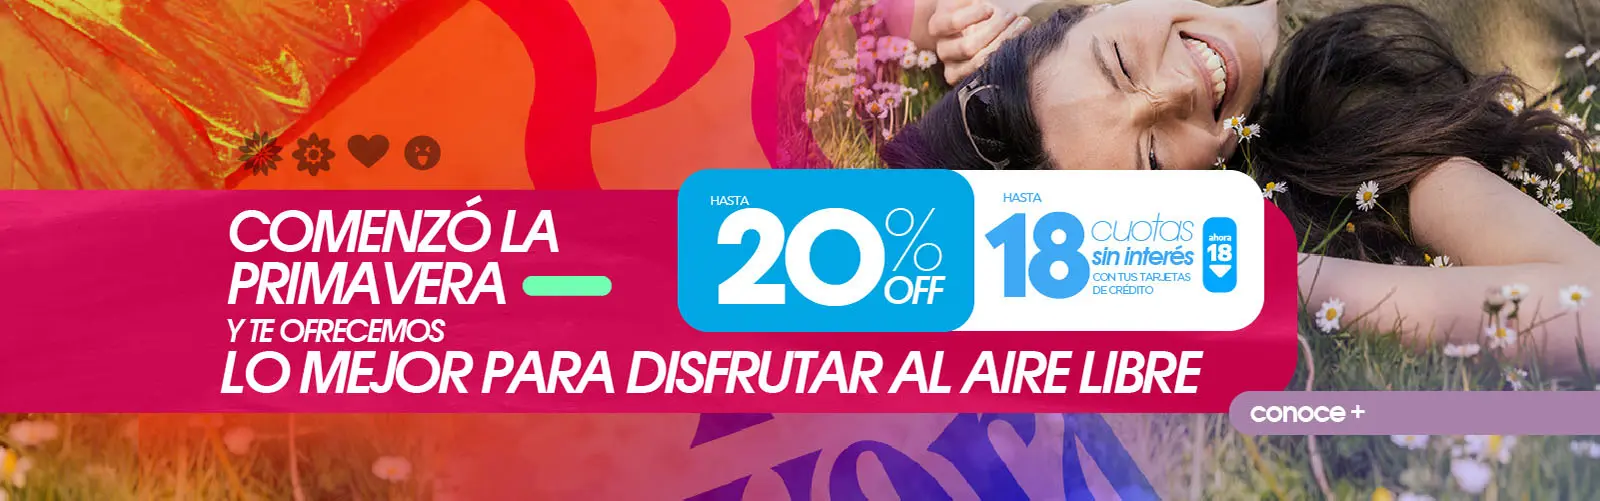 COMENZÓ LA
PRIMAVERA
Y TE OFRECEMOS
LO MEJOR PARA DISFRUTAR AL AIRE LIBRE
HASTA
20% OFF
HASTA
18 cuotas
sin interés
CON TUS TARJETAS
DE CRÉDITO
ahora
18
conoce +